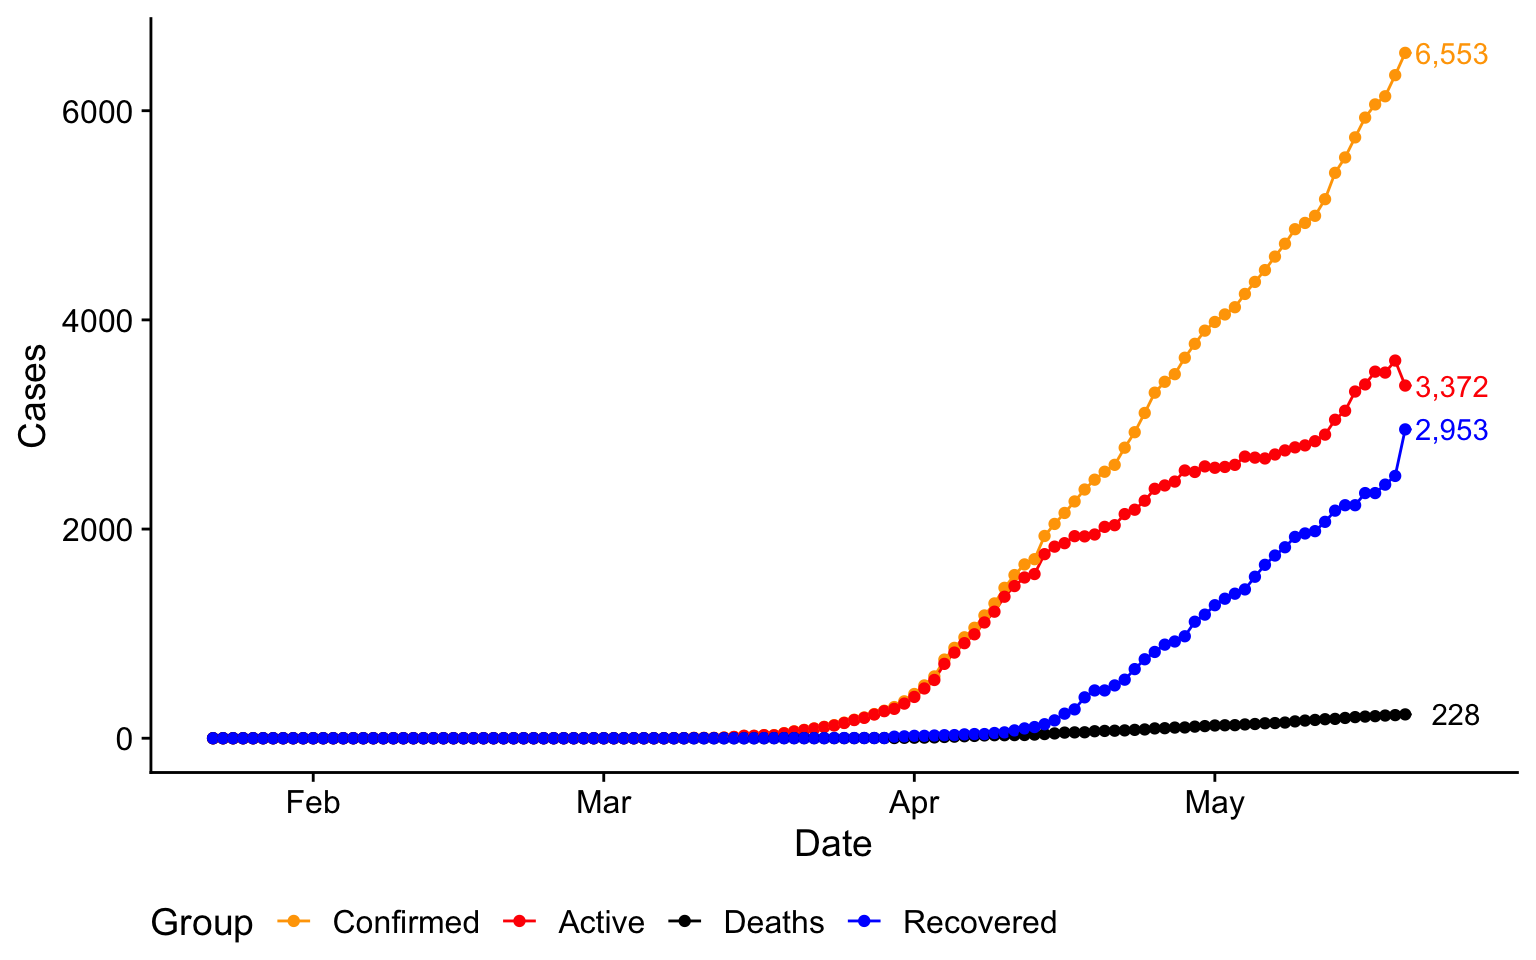 6,553
6000
4000
3,372
2,953
2000
228
0
Cases
Feb Mar Apr May
Date
Group Confirmed Active Deaths Recovered